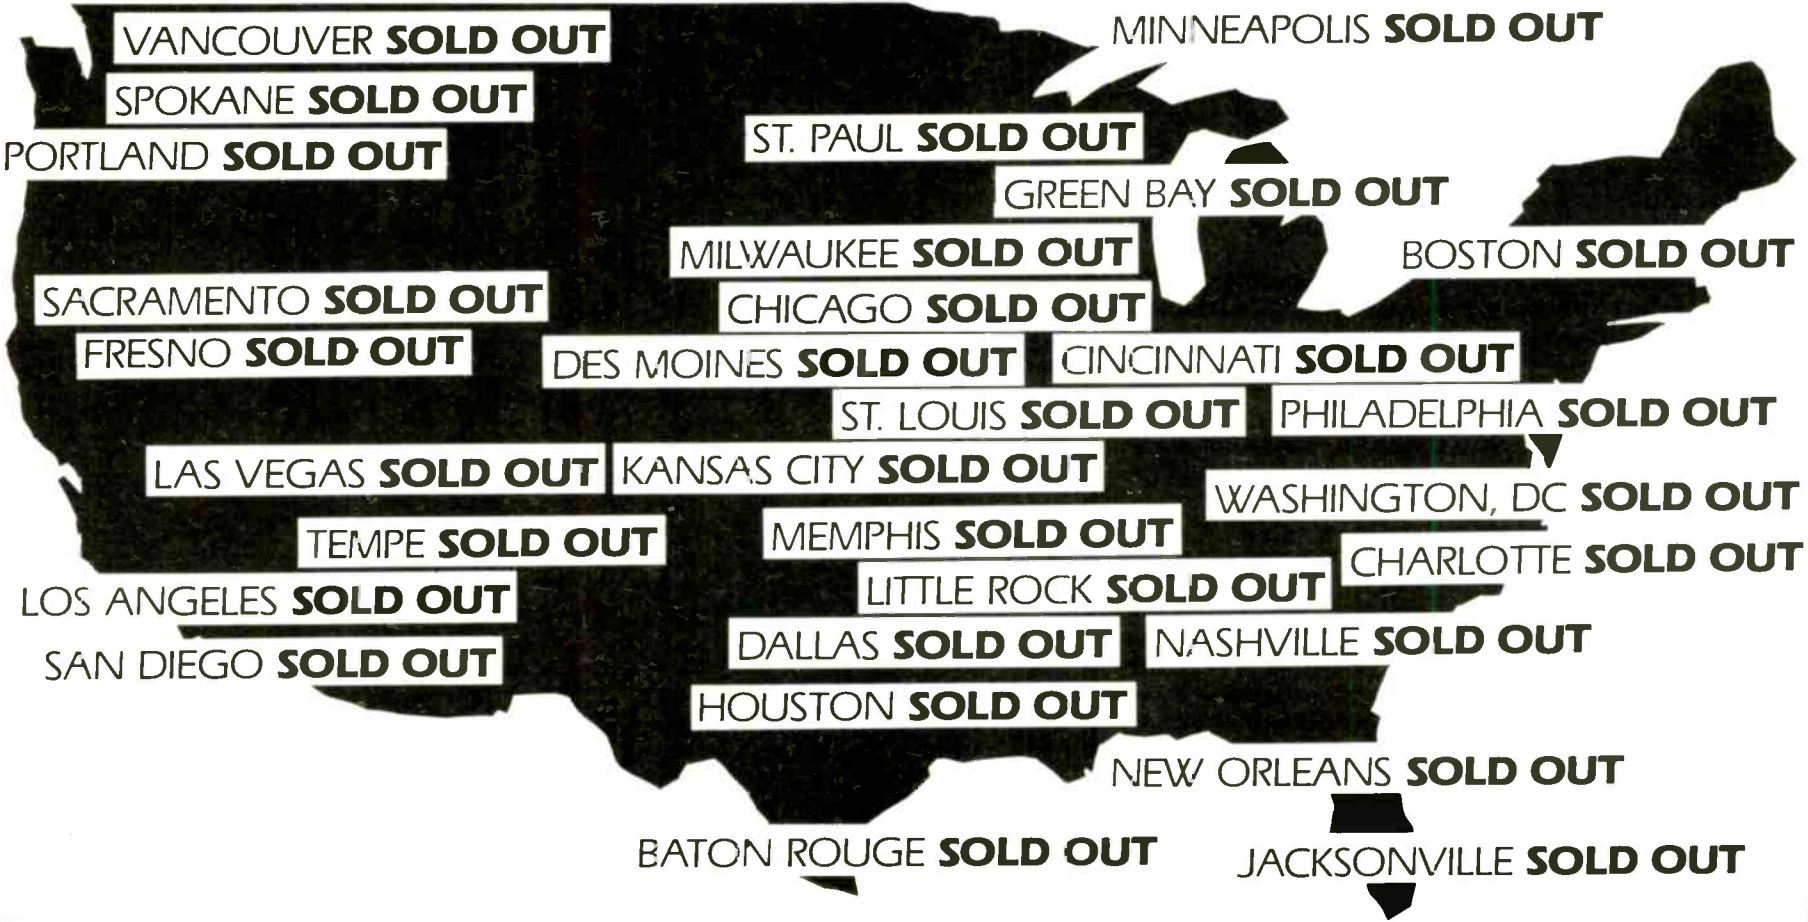 VANCOUVER SOLD OUT
MINNEAPOLIS SOLD OUT
SPOKANE SOLD OUT
PORTLAND SOLD OUT
ST. PAUL SOLD OUT
GREEN BAY SOLD OUT
MILWAUKEE SOLD OUT
BOSTON SOLD OUT
SACRAMENTO SOLD OUT
CHICAGO SOLD OUT
FRESNO SOLD OUT
DES MOINES SOLD OUT
CINCINNATI SOLD OUT
ST. LOUIS SOLD OUT
PHILADELPHIA SOLD OUT
LAS VEGAS SOLD OUT
KANSAS CITY SOLD OUT
WASHINGTON, DC SOLD OUT
TEMPE SOLD OUT
MEMPHIS SOLD OUT
CHARLOTTE SOLD OUT
LOS ANGELES SOLD OUT
LITTLE ROCK SOLD OUT
SAN DIEGO SOLD OUT
DALLAS SOLD OUT
NASHVILLE SOLD OUT
HOUSTON SOLD OUT
NEW ORLEANS SOLD OUT
BATON ROUGE SOLD OUT
JACKSONVILLE SOLD OUT